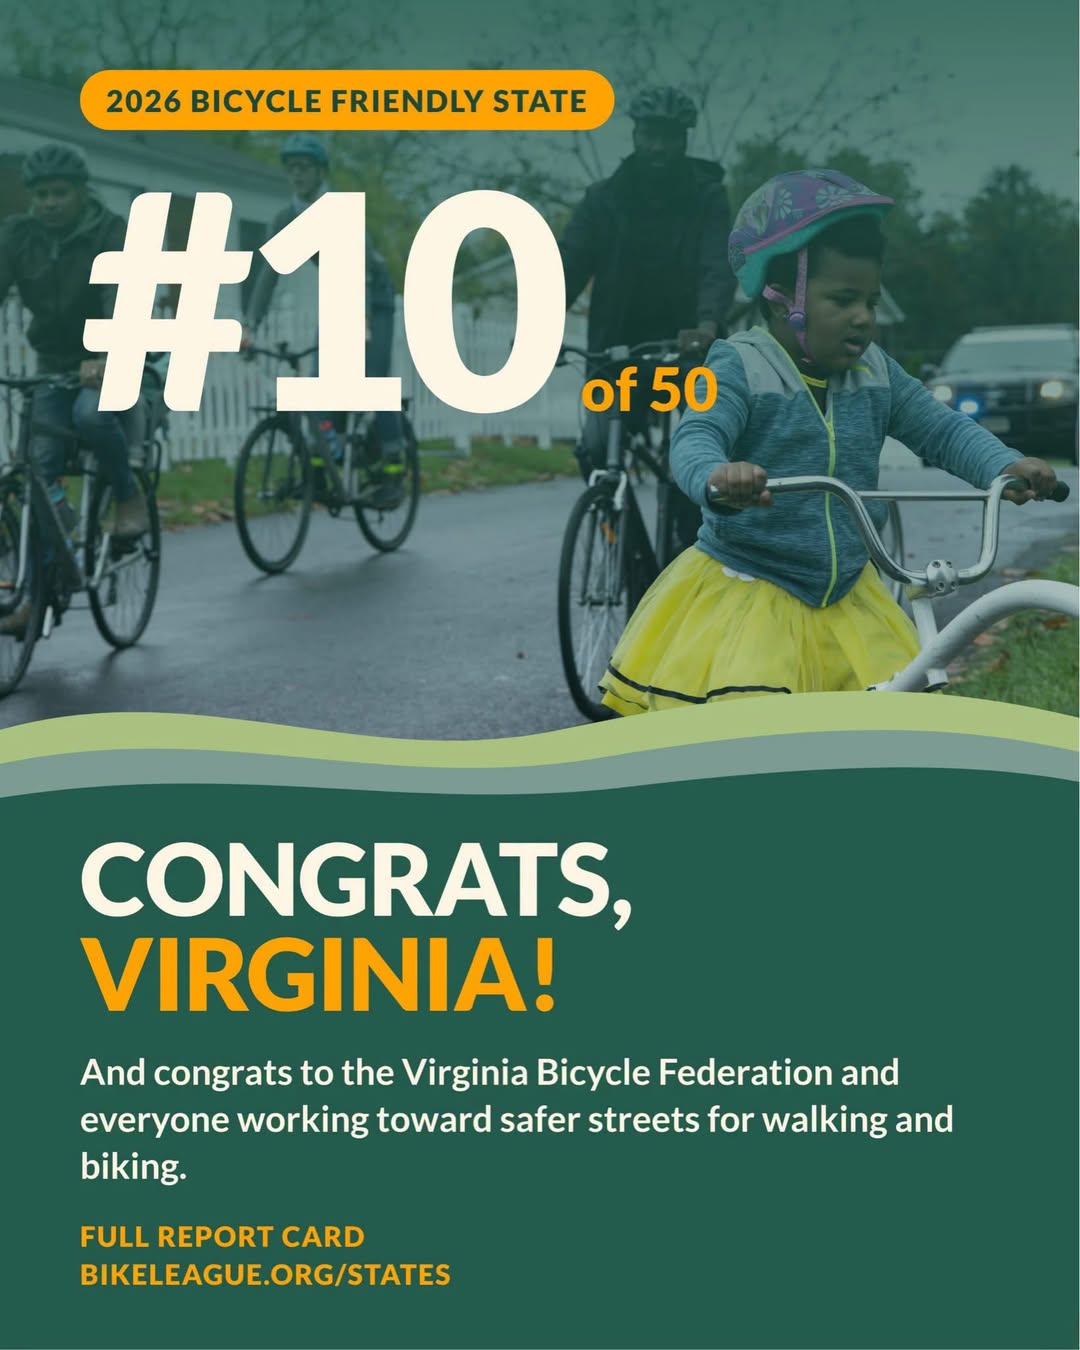 2026 BICYCLE FRIENDLY STATE
#10 of 50
CONGRATS,
VIRGINIA!
And congrats to the Virginia Bicycle Federation and
everyone working toward safer streets for walking and
biking.
FULL REPORT CARD
BIKELEAGUE.ORG/STATES